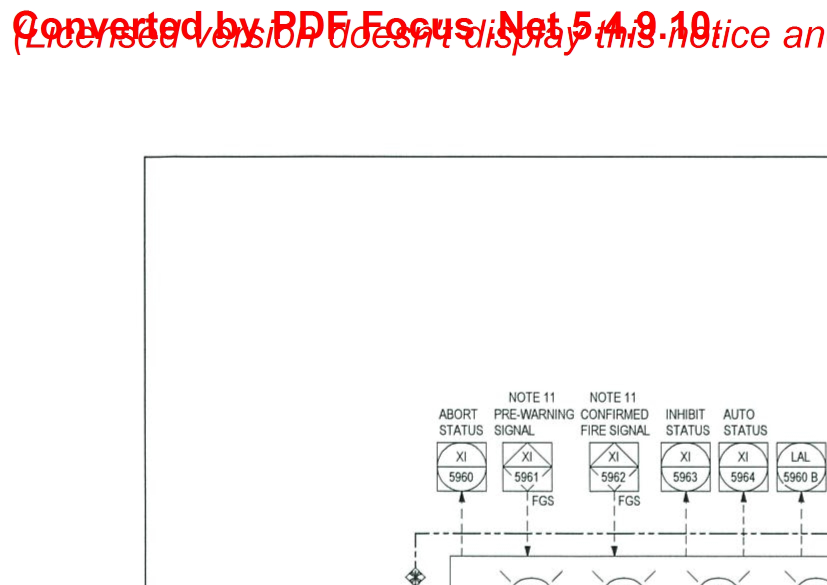 Converted by PDF Focus .Net 5.4.9.10.
(Licensed version doesn't display this notice an
NOTE 11 NOTE 11
ABORT PRE-WARNING CONFIRMED INHIBIT AUTO
STATUS SIGNAL FIRE SIGNAL STATUS STATUS
XI XI XI XI XI LAL
5960 5961 5962 5963 5964 5960 B
FGS FGS